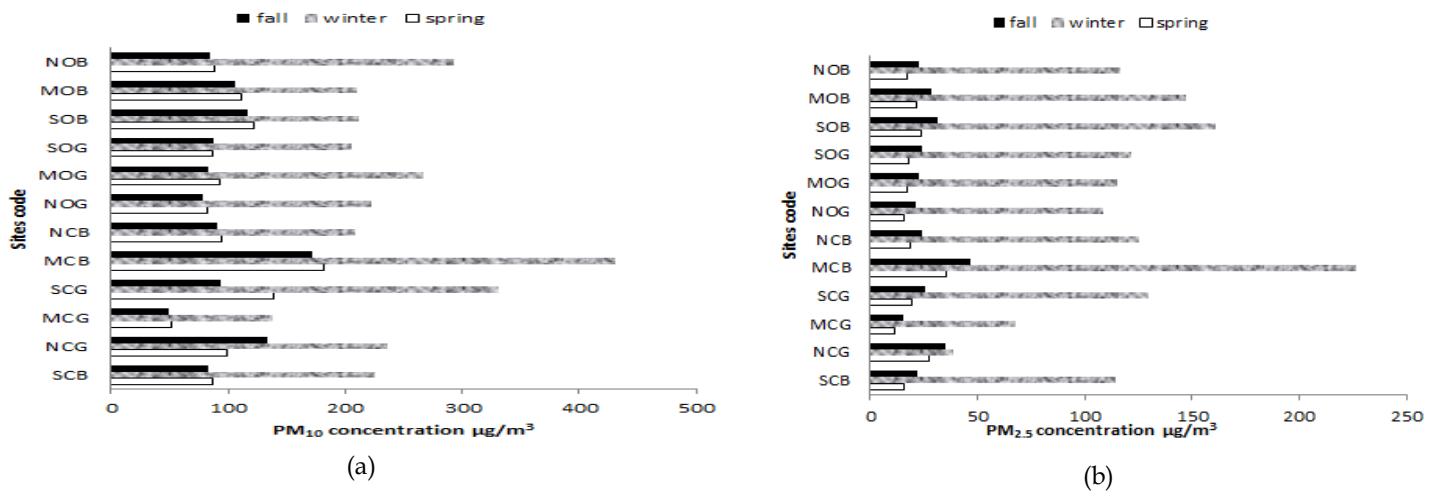 fall winter spring
NOB
MOB
SOB
SOG
MOG
NOG
NCB
MCB
SCG
MCG
NCG
SCB
Sites code
0 100 200 300 400 500
PM₁₀ concentration µg/m³
(a)
fall winter spring
NOB
MOB
SOB
SOG
MOG
NOG
NCB
MCB
SCG
MCG
NCG
SCB
Sites code
0 50 100 150 200 250
PM₂.₅ concentration µg/m³
(b)